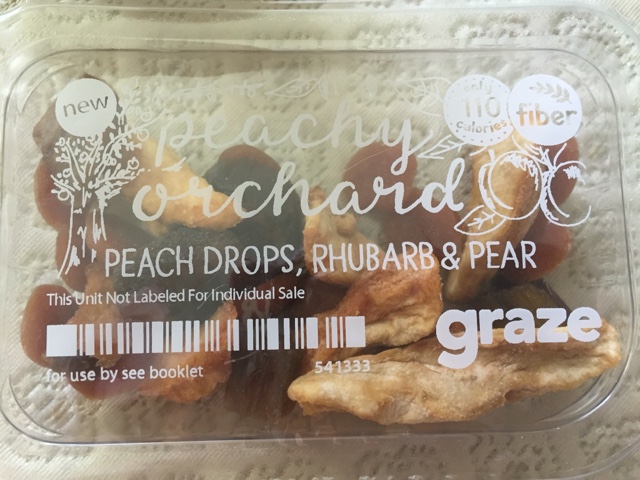 new
only
110
calories
fiber
peachy
orchard
PEACH DROPS, RHUBARB & PEAR
This Unit Not Labeled For Individual Sale
graze
for use by see booklet 541333